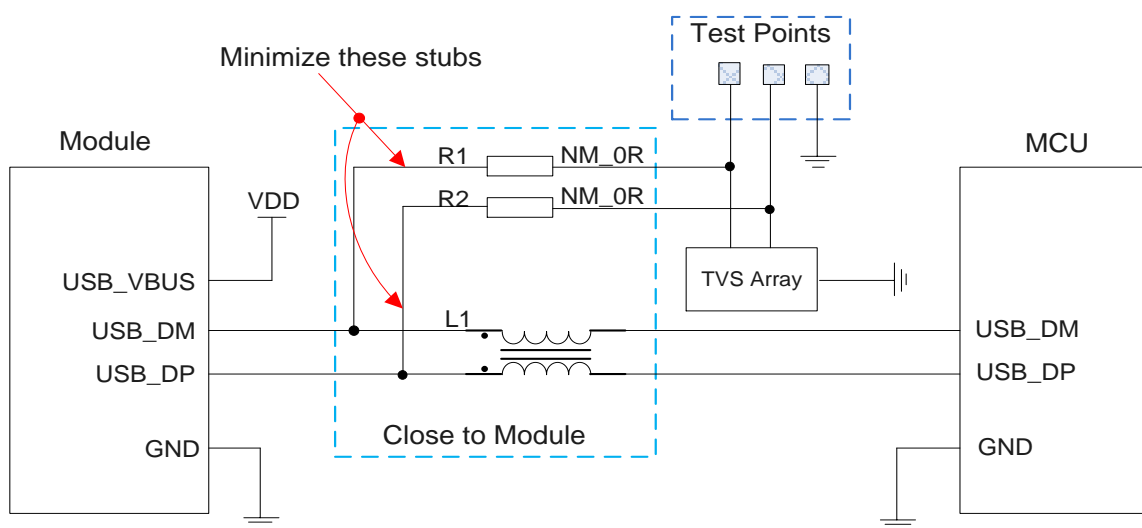 Test Points
Minimize these stubs
Module
MCU
R1
NM_0R
VDD
R2
NM_0R
USB_VBUS
TVS Array
USB_DM
L1
USB_DM
USB_DP
USB_DP
Close to Module
GND
GND